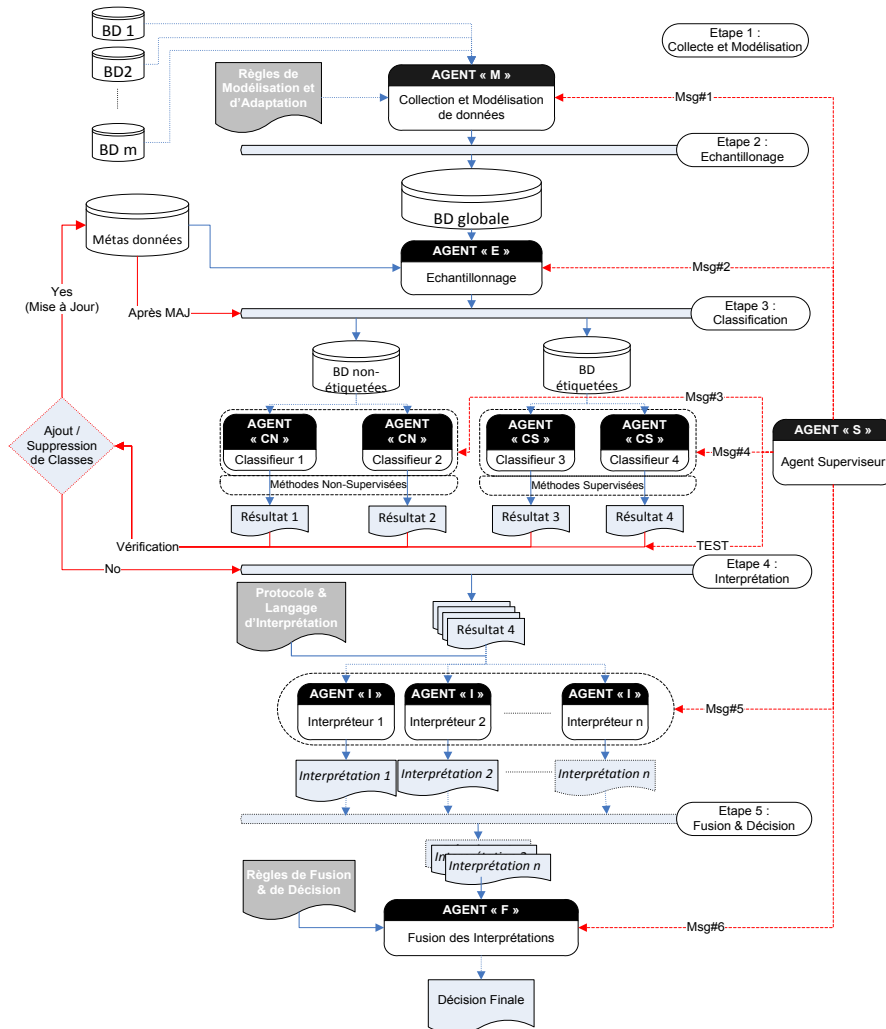 BD 1
BD2
BD m
Etape 1 :
Collecte et Modélisation
Règles de
Modélisation et
d'Adaptation
AGENT « M »
Collection et Modélisation
de données
Msg#1
Etape 2 :
Echantillonage
BD globale
Métas données
AGENT « E »
Echantillonnage
Msg#2
Yes
(Mise à Jour)
Après MAJ
Etape 3 :
Classification
BD non-
étiquetées
BD
étiquetées
Msg#3
Ajout /
Suppression
de Classes
AGENT
« CN »
Classifieur 1
AGENT
« CN »
Classifieur 2
AGENT
« CS »
Classifieur 3
AGENT
« CS »
Classifieur 4
Msg#4
AGENT « S »
Agent Superviseur
Méthodes Non-Supervisées
Méthodes Supervisées
Résultat 1
Résultat 2
Résultat 3
Résultat 4
Vérification
TEST
No
Etape 4 :
Interprétation
Protocole &
Langage
d'Interprétation
Résultat 4
AGENT « I »
Interpréteur 1
AGENT « I »
Interpréteur 2
AGENT « I »
Interpréteur n
Msg#5
Interprétation 1
Interprétation 2
Interprétation n
Etape 5 :
Fusion & Décision
Interprétation n
Règles de Fusion
& de Décision
AGENT « F »
Fusion des Interprétations
Msg#6
Décision Finale